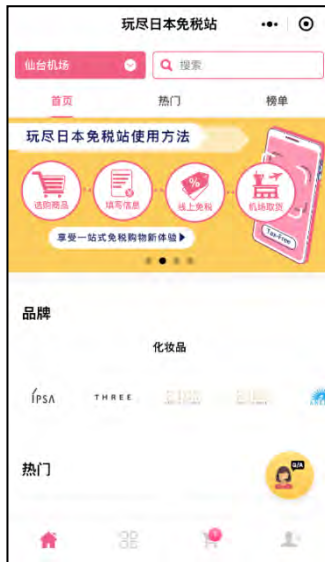 玩尽日本免税站
仙台机场
搜索
首页
热门
榜单
玩尽日本免税站使用方法
选购商品
填写信息
线上免税
机场取货
享受一站式免税购物新体验▶
Tax-Free
品牌
化妆品
IPSA
THREE
热门
Q/A